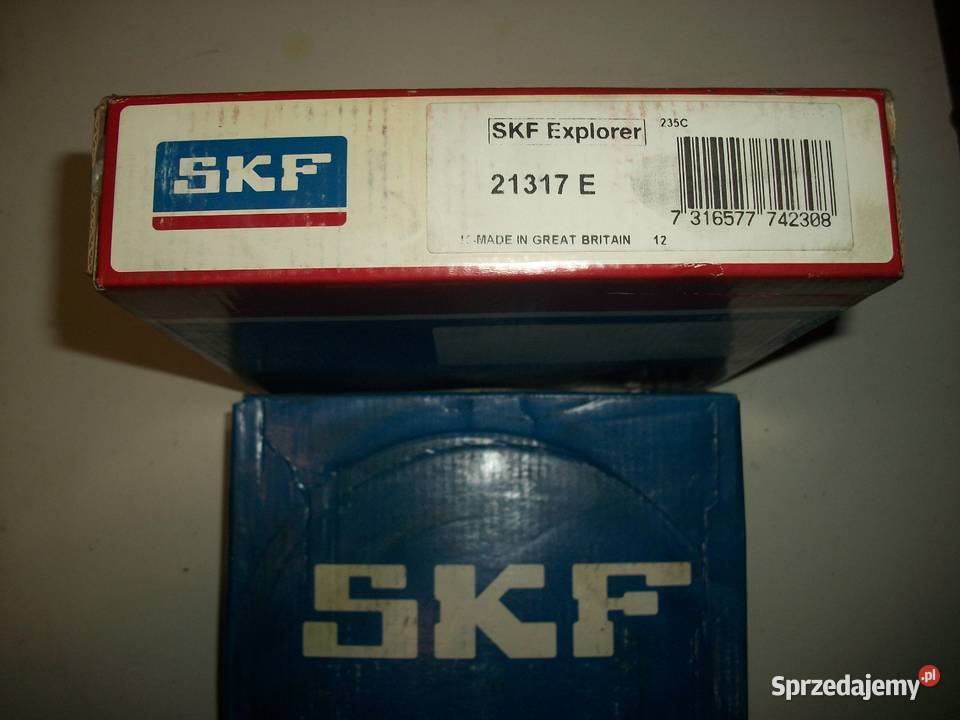 SKF
SKF Explorer
235C
21317 E
7 316577 742308
MADE IN GREAT BRITAIN 12
SKF
Sprzedajemy.pl